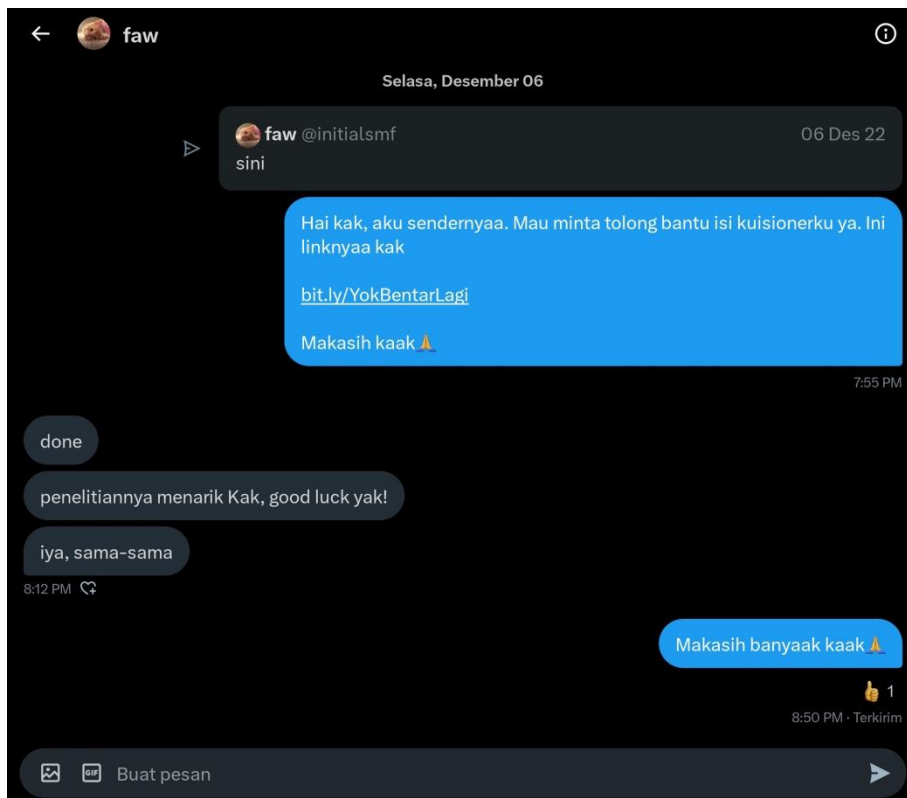 faw
Selasa, Desember 06
faw @initialsmf 06 Des 22
sini
Hai kak, aku sendernyaa. Mau minta tolong bantu isi kuisionerku ya. Ini
linknyaa kak
bit.ly/YokBentarLagi
Makasih kaak🙏
7:55 PM
done
penelitiannya menarik Kak, good luck yak!
iya, sama-sama
8:12 PM
Makasih banyaak kaak🙏
👍 1
8:50 PM · Terkirim
GIF Buat pesan